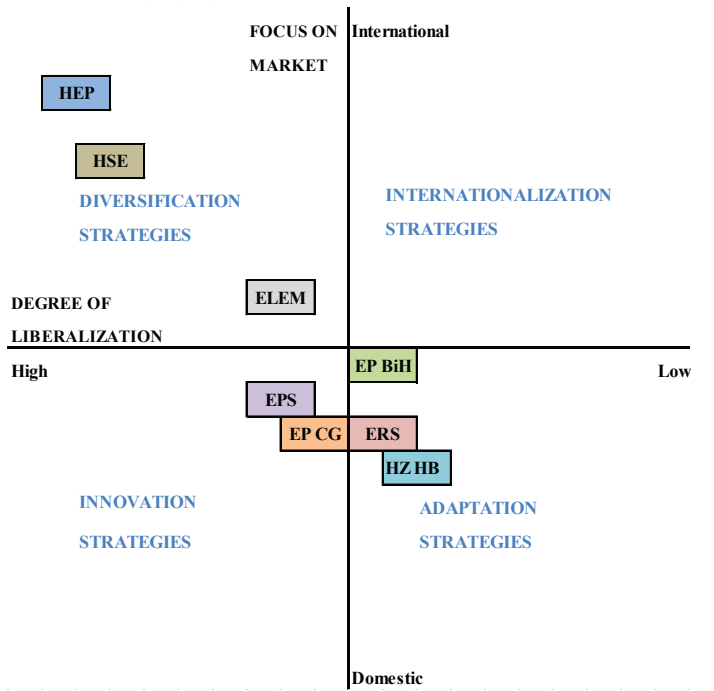 FOCUS ON International
MARKET
HEP
HSE
DIVERSIFICATION
STRATEGIES
INTERNATIONALIZATION
STRATEGIES
ELEM
DEGREE OF
LIBERALIZATION
EP BiH
High
Low
EPS
EP CG
ERS
HZ HB
INNOVATION
STRATEGIES
ADAPTATION
STRATEGIES
Domestic